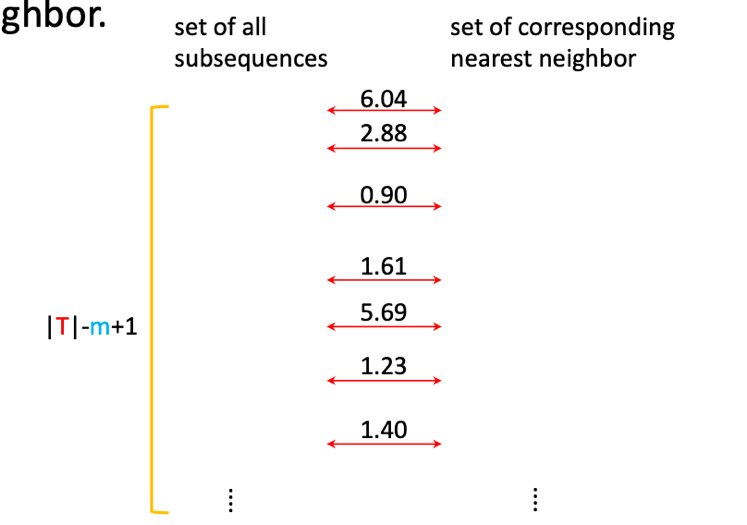 ghbor.
set of all
subsequences
set of corresponding
nearest neighbor
6.04
2.88
0.90
1.61
5.69
|T|-m+1
1.23
1.40